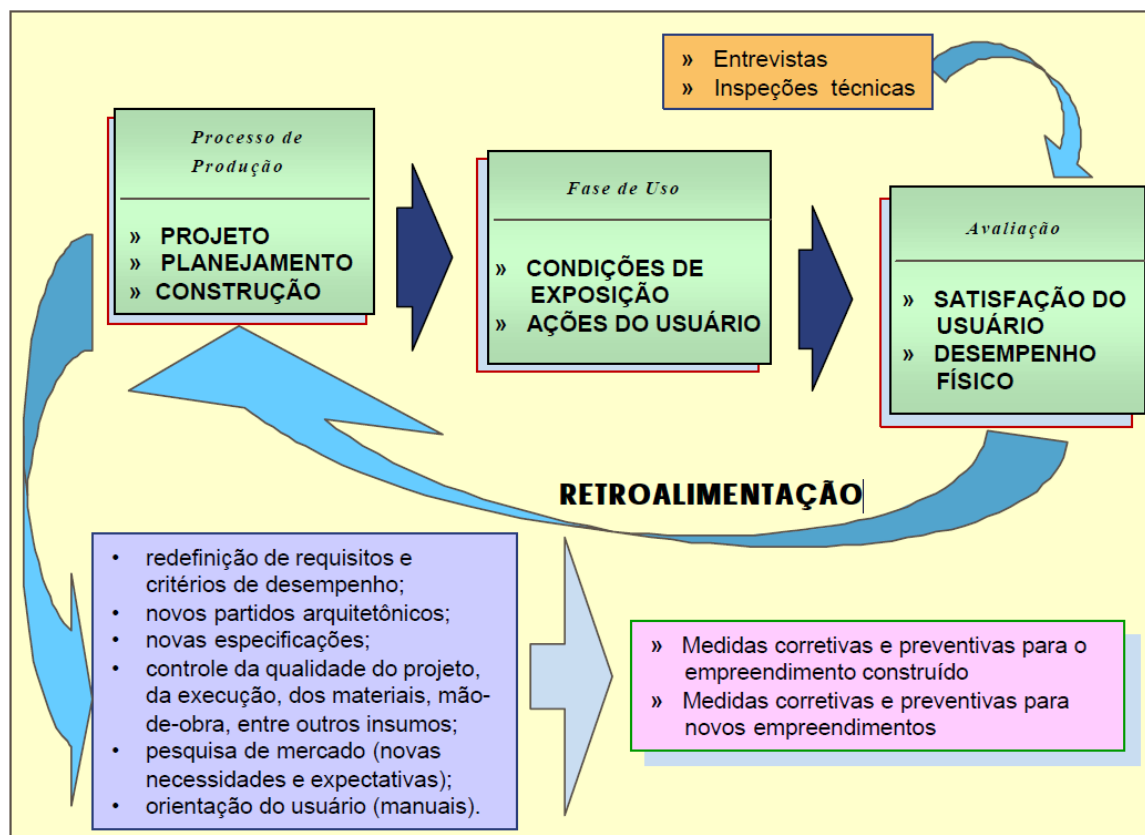 » Entrevistas
» Inspeções técnicas
Processo de
Produção
» PROJETO
» PLANEJAMENTO
» CONSTRUÇÃO
Fase de Uso
» CONDIÇÕES DE
EXPOSIÇÃO
» AÇÕES DO USUÁRIO
Avaliação
» SATISFAÇÃO DO
USUÁRIO
» DESEMPENHO
FÍSICO
RETROALIMENTAÇÃO
• redefinição de requisitos e
critérios de desempenho;
• novos partidos arquitetônicos;
• novas especificações;
• controle da qualidade do projeto,
da execução, dos materiais, mão-
de-obra, entre outros insumos;
• pesquisa de mercado (novas
necessidades e expectativas);
• orientação do usuário (manuais).
» Medidas corretivas e preventivas para o
empreendimento construído
» Medidas corretivas e preventivas para
novos empreendimentos